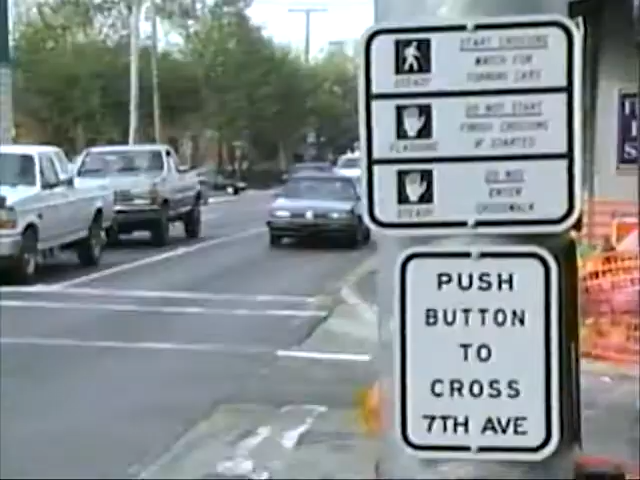 START CROSSING
WATCH FOR
TURNING CARS
STEADY
DO NOT START
FINISH CROSSING
IF STARTED
FLASHING
DO NOT
ENTER
CROSSWALK
STEADY
PUSH
BUTTON
TO
CROSS
7TH AVE